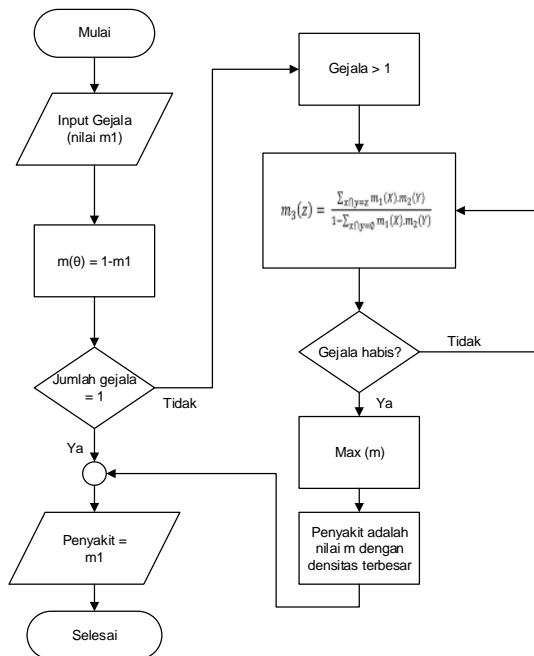 Mulai
Input Gejala
(nilai m1)
m(θ) = 1-m1
Jumlah gejala
= 1
Tidak
Ya
Penyakit =
m1
Selesai
Gejala > 1
m₃(z) = ∑ₓ∩ᵧ₌𝓏 m₁(X).m₂(Y) / 1−∑ₓ∩ᵧ₌∅ m₁(X).m₂(Y)
Gejala habis?
Tidak
Ya
Max (m)
Penyakit adalah
nilai m dengan
densitas terbesar